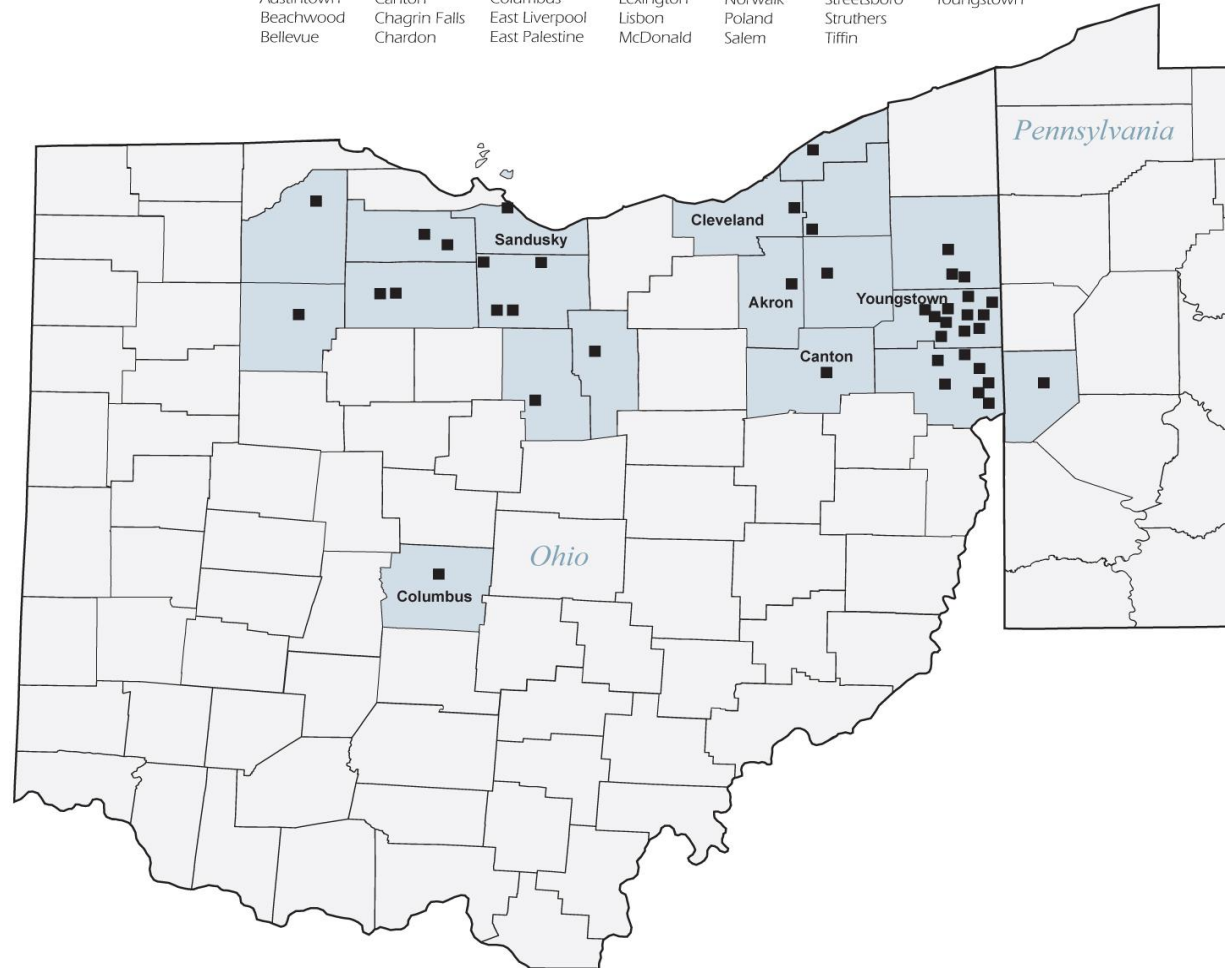 Beachwood Chagrin Falls East Liverpool Lisbon Poland Struthers
Bellevue Chardon East Palestine McDonald Salem Tiffin
Pennsylvania
Cleveland
Sandusky
Akron
Youngstown
Canton
Ohio
Columbus